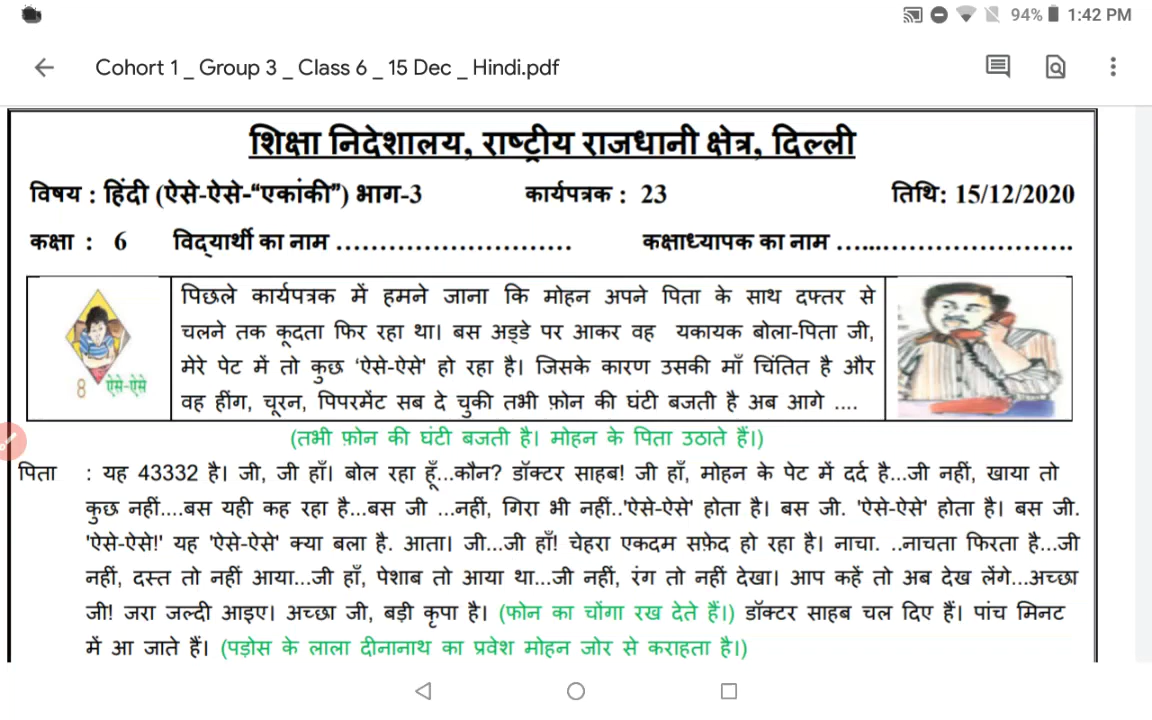 94% 1:42 PM
Cohort 1 _ Group 3 _ Class 6 _ 15 Dec _ Hindi.pdf
शिक्षा निदेशालय, राष्ट्रीय राजधानी क्षेत्र, दिल्ली
विषय : हिंदी (ऐसे-ऐसे-“एकांकी”) भाग-3 कार्यपत्रक : 23 तिथि: 15/12/2020
कक्षा : 6 विद्यार्थी का नाम .............................. कक्षाध्यापक का नाम ..............................
पिछले कार्यपत्रक में हमने जाना कि मोहन अपने पिता के साथ दफ्तर से
चलने तक कूदता फिर रहा था। बस अड्डे पर आकर वह यकायक बोला-पिता जी,
मेरे पेट में तो कुछ ‘ऐसे-ऐसे' हो रहा है। जिसके कारण उसकी माँ चिंतित है और
वह हींग, चूरन, पिपरमेंट सब दे चुकी तभी फ़ोन की घंटी बजती है अब आगे ....
8 ऐसे-ऐसे
(तभी फ़ोन की घंटी बजती है। मोहन के पिता उठाते हैं।)
पिता : यह 43332 है। जी, जी हाँ। बोल रहा हूँ...कौन? डॉक्टर साहब! जी हाँ, मोहन के पेट में दर्द है...जी नहीं, खाया तो
कुछ नहीं....बस यही कह रहा है...बस जी ...नहीं, गिरा भी नहीं..'ऐसे-ऐसे' होता है। बस जी. 'ऐसे-ऐसे' होता है। बस जी.
'ऐसे-ऐसे!' यह 'ऐसे-ऐसे' क्या बला है. आता। जी...जी हाँ! चेहरा एकदम सफ़ेद हो रहा है। नाचा. ..नाचता फिरता है...जी
नहीं, दस्त तो नहीं आया...जी हाँ, पेशाब तो आया था...जी नहीं, रंग तो नहीं देखा। आप कहें तो अब देख लेंगे...अच्छा
जी! जरा जल्दी आइए। अच्छा जी, बड़ी कृपा है। (फोन का चोंगा रख देते हैं।) डॉक्टर साहब चल दिए हैं। पांच मिनट
में आ जाते हैं। (पड़ोस के लाला दीनानाथ का प्रवेश मोहन जोर से कराहता है।)